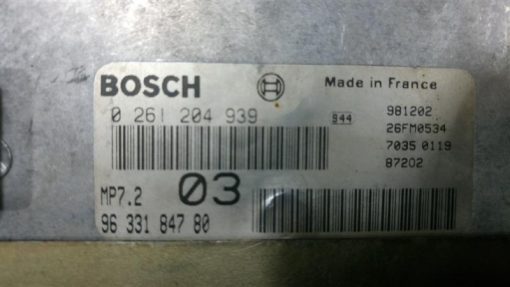 BOSCH
Made in France
0 261 204 939
944
981202
26FM0534
7035 0119
87202
MP7.2
03
96 331 847 80